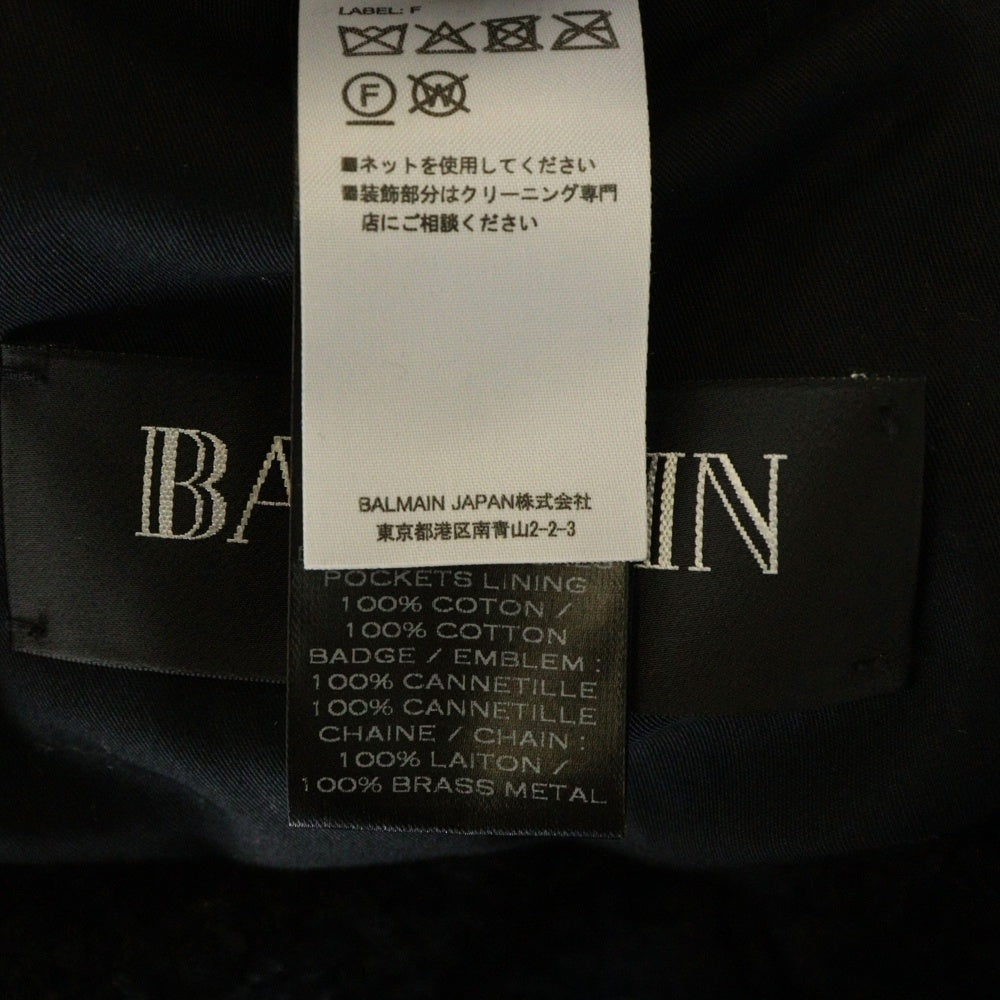 LABEL: F
F
W
■ネットを使用してください
■装飾部分はクリーニング専門
店にご相談ください
BALMAIN JAPAN株式会社
東京都港区南青山2-2-3
BA
IN
POCKETS LINING
100% COTON /
100% COTTON
BADGE / EMBLEM :
100% CANNETILLE
100% CANNETILLE
CHAINE / CHAIN :
100% LAITON /
100% BRASS METAL